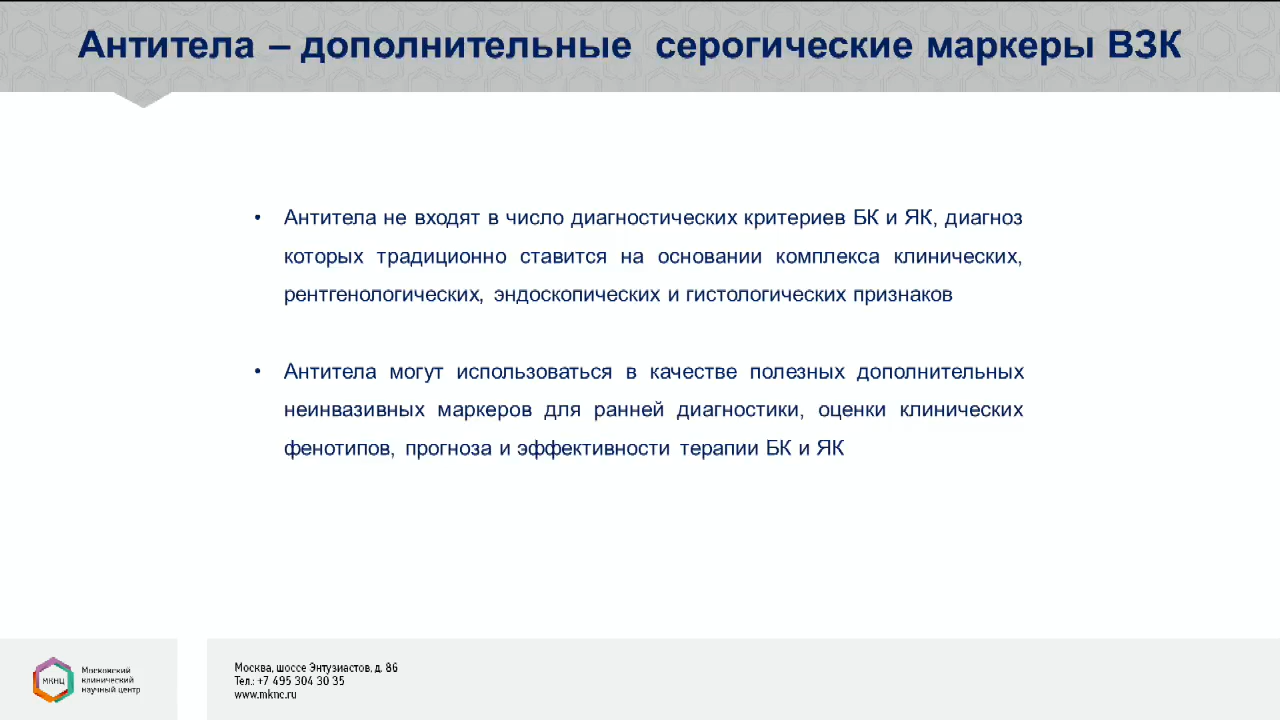 Антитела – дополнительные серогические маркеры ВЗК
• Антитела не входят в число диагностических критериев БК и ЯК, диагноз
которых традиционно ставится на основании комплекса клинических,
рентгенологических, эндоскопических и гистологических признаков
• Антитела могут использоваться в качестве полезных дополнительных
неинвазивных маркеров для ранней диагностики, оценки клинических
фенотипов, прогноза и эффективности терапии БК и ЯК
МКНЦ
Московский
клинический
научный центр
Москва, шоссе Энтузиастов, д. 86
Тел.: +7 495 304 30 35
www.mknc.ru